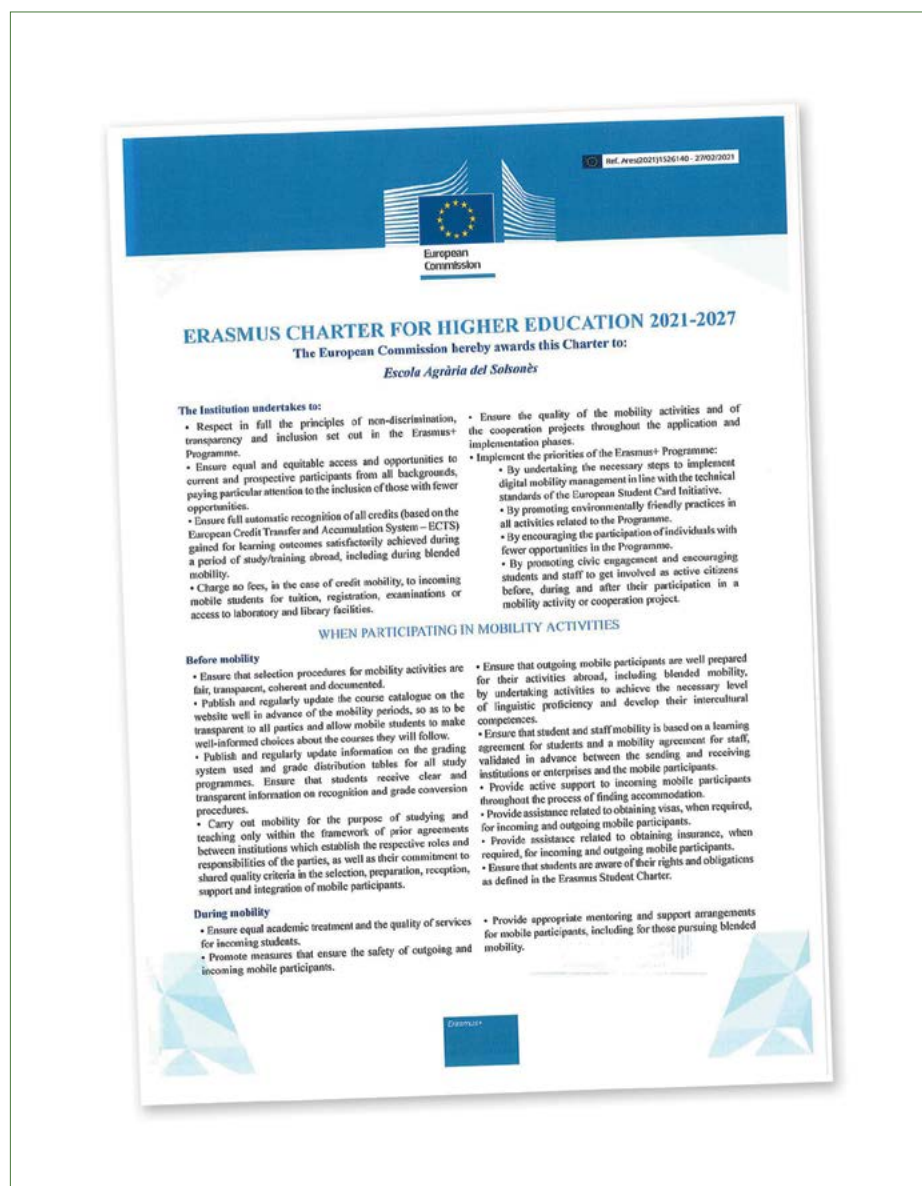 Ref. Ares(2021)1526140 - 27/02/2021
European
Commission
ERASMUS CHARTER FOR HIGHER EDUCATION 2021-2027
The European Commission hereby awards this Charter to:
Escola Agrària del Solsonès
The Institution undertakes to:
• Respect in full the principles of non-discrimination,
transparency and inclusion set out in the Erasmus+
Programme.
• Ensure equal and equitable access and opportunities to
current and prospective participants from all backgrounds,
paying particular attention to the inclusion of those with fewer
opportunities.
• Ensure full automatic recognition of all credits (based on the
European Credit Transfer and Accumulation System – ECTS)
gained for learning outcomes satisfactorily achieved during
a period of study/training abroad, including during blended
mobility.
• Charge no fees, in the case of credit mobility, to incoming
mobile students for tuition, registration, examinations or
access to laboratory and library facilities.
• Ensure the quality of the mobility activities and of
the cooperation projects throughout the application and
implementation phases.
• Implement the priorities of the Erasmus+ Programme:
• By undertaking the necessary steps to implement
digital mobility management in line with the technical
standards of the European Student Card Initiative.
• By promoting environmentally friendly practices in
all activities related to the Programme.
• By encouraging the participation of individuals with
fewer opportunities in the Programme.
• By promoting civic engagement and encouraging
students and staff to get involved as active citizens
before, during and after their participation in a
mobility activity or cooperation project.
WHEN PARTICIPATING IN MOBILITY ACTIVITIES
Before mobility
• Ensure that selection procedures for mobility activities are
fair, transparent, coherent and documented.
• Publish and regularly update the course catalogue on the
website well in advance of the mobility periods, so as to be
transparent to all parties and allow mobile students to make
well-informed choices about the courses they will follow.
• Publish and regularly update information on the grading
system used and grade distribution tables for all study
programmes. Ensure that students receive clear and
transparent information on recognition and grade conversion
procedures.
• Carry out mobility for the purpose of studying and
teaching only within the framework of prior agreements
between institutions which establish the respective roles and
responsibilities of the parties, as well as their commitment to
shared quality criteria in the selection, preparation, reception,
support and integration of mobile participants.
• Ensure that outgoing mobile participants are well prepared
for their activities abroad, including blended mobility,
by undertaking activities to achieve the necessary level
of linguistic proficiency and develop their intercultural
competences.
• Ensure that student and staff mobility is based on a learning
agreement for students and a mobility agreement for staff,
validated in advance between the sending and receiving
institutions or enterprises and the mobile participants.
• Provide active support to incoming mobile participants
throughout the process of finding accommodation.
• Provide assistance related to obtaining visas, when required,
for incoming and outgoing mobile participants.
• Provide assistance related to obtaining insurance, when
required, for incoming and outgoing mobile participants.
• Ensure that students are aware of their rights and obligations
as defined in the Erasmus Student Charter.
During mobility
• Ensure equal academic treatment and the quality of services
for incoming students.
• Promote measures that ensure the safety of outgoing and
incoming mobile participants.
• Provide appropriate mentoring and support arrangements
for mobile participants, including for those pursuing blended
mobility.
Erasmus+